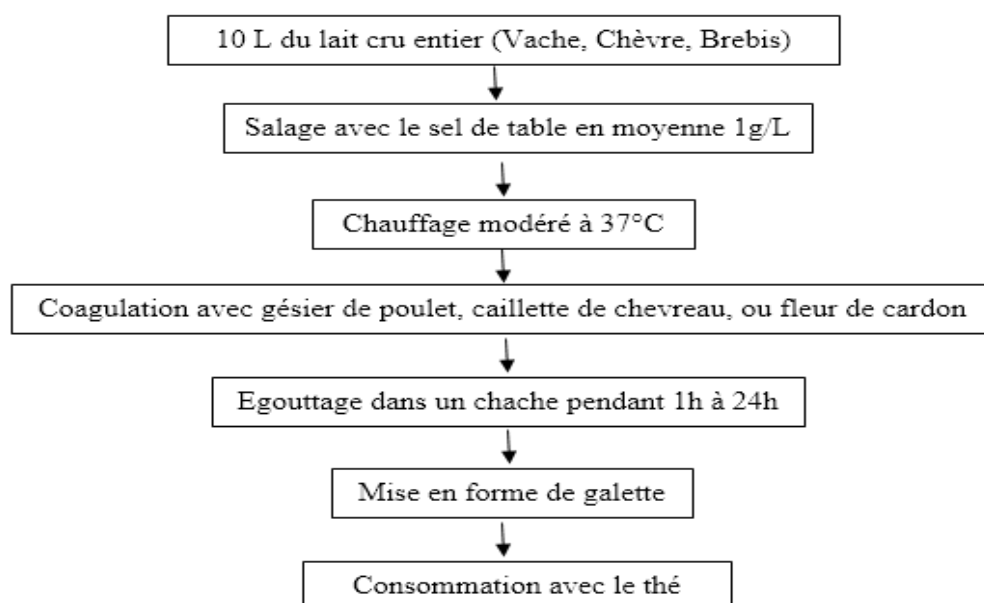 10 L du lait cru entier (Vache, Chèvre, Brebis)
Salage avec le sel de table en moyenne 1g/L
Chauffage modéré à 37°C
Coagulation avec gésier de poulet, caillette de chevreau, ou fleur de cardon
Egouttage dans un chache pendant 1h à 24h
Mise en forme de galette
Consommation avec le thé